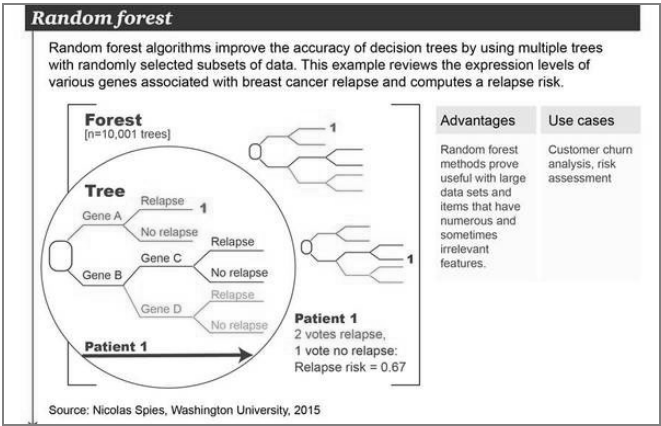 Random forest
Random forest algorithms improve the accuracy of decision trees by using multiple trees
with randomly selected subsets of data. This example reviews the expression levels of
various genes associated with breast cancer relapse and computes a relapse risk.
Forest
[n=10,001 trees]
1
Tree
Relapse
1
Gene A
No relapse
Relapse
Gene C
Gene B
No relapse
Relapse
Gene D
No relapse
Patient 1
1
Patient 1
2 votes relapse,
1 vote no relapse:
Relapse risk = 0.67
Advantages
Random forest
methods prove
useful with large
data sets and
items that have
numerous and
sometimes
irrelevant
features.
Use cases
Customer churn
analysis, risk
assessment
Source: Nicolas Spies, Washington University, 2015